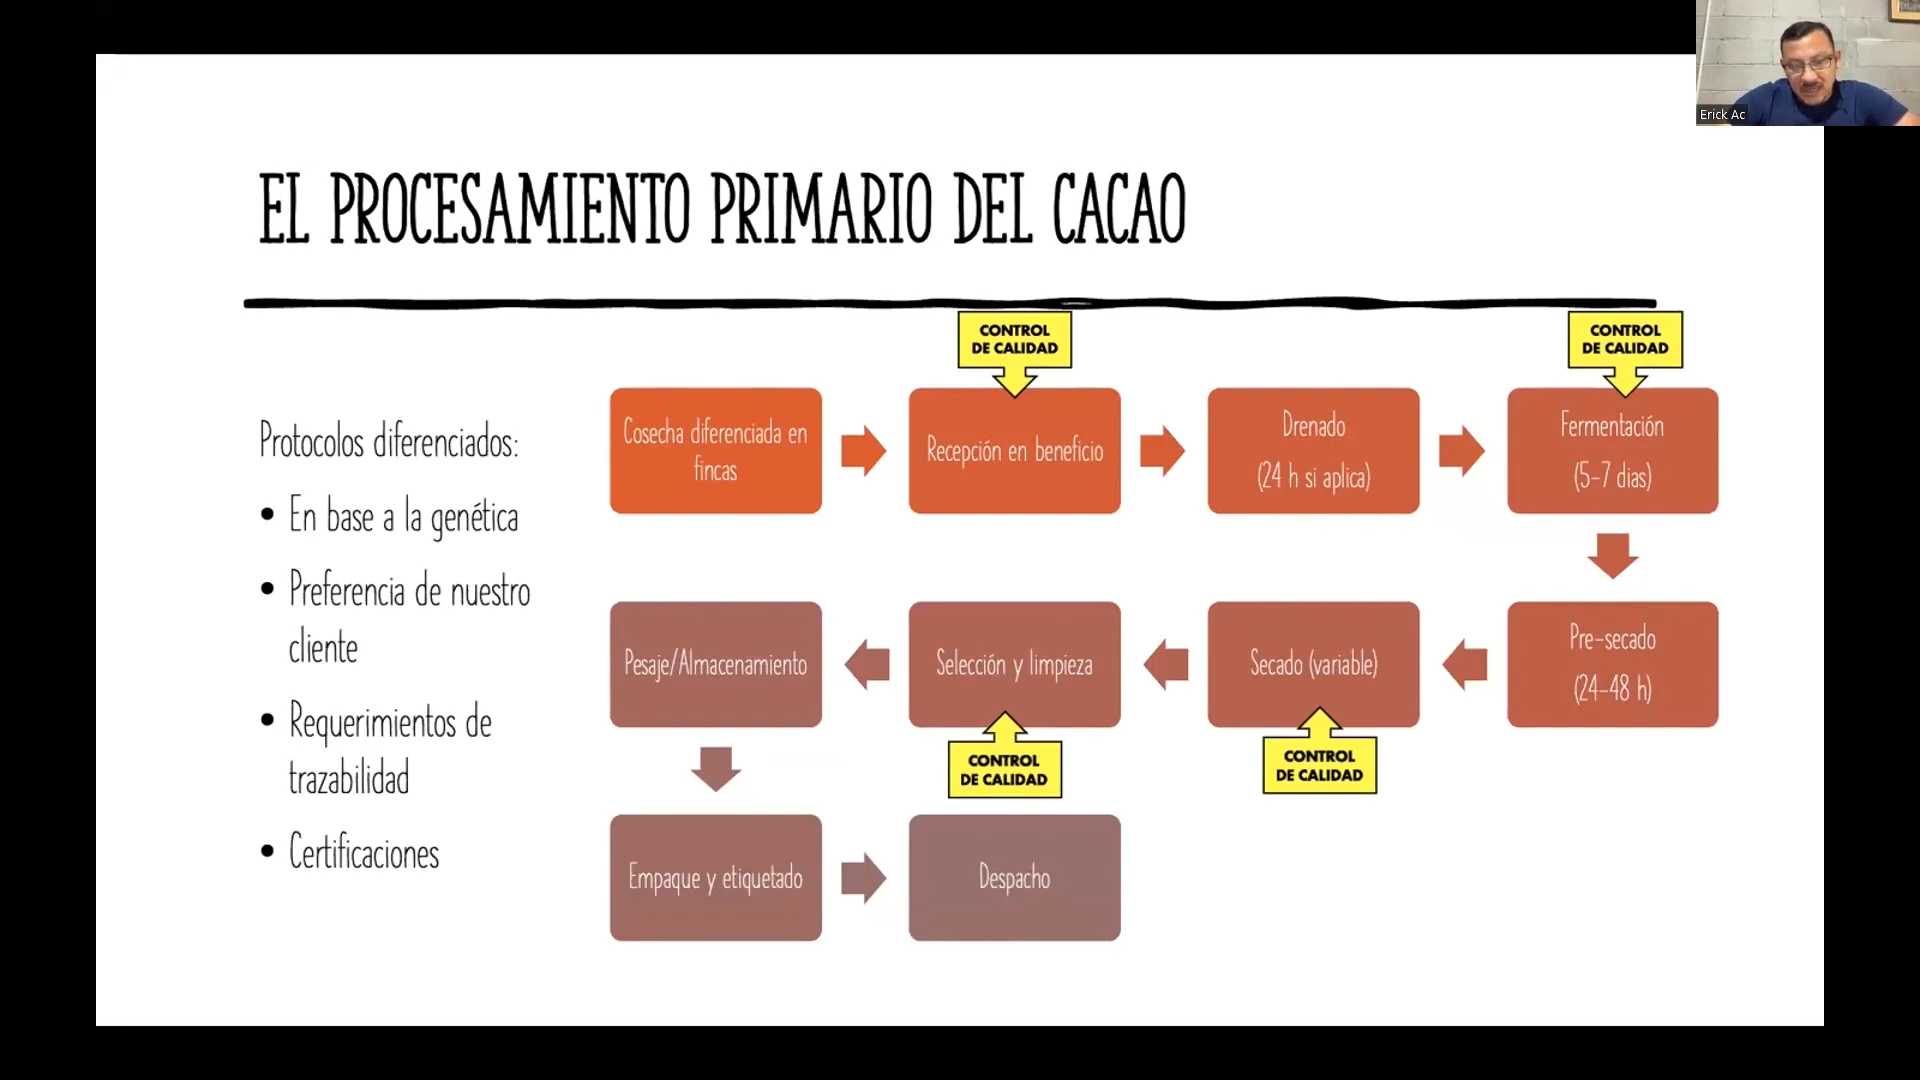 Erick Ac
EL PROCESAMIENTO PRIMARIO DEL CACAO
Protocolos diferenciados:
• En base a la genética
• Preferencia de nuestro
cliente
• Requerimientos de
trazabilidad
• Certificaciones
CONTROL
DE CALIDAD
CONTROL
DE CALIDAD
Cosecha diferenciada en
fincas
Recepción en beneficio
Drenado
(24 h si aplica)
Fermentación
(5-7 dias)
Pre-secado
(24-48 h)
Secado (variable)
CONTROL
DE CALIDAD
Selección y limpieza
CONTROL
DE CALIDAD
Pesaje/Almacenamiento
Empaque y etiquetado
Despacho